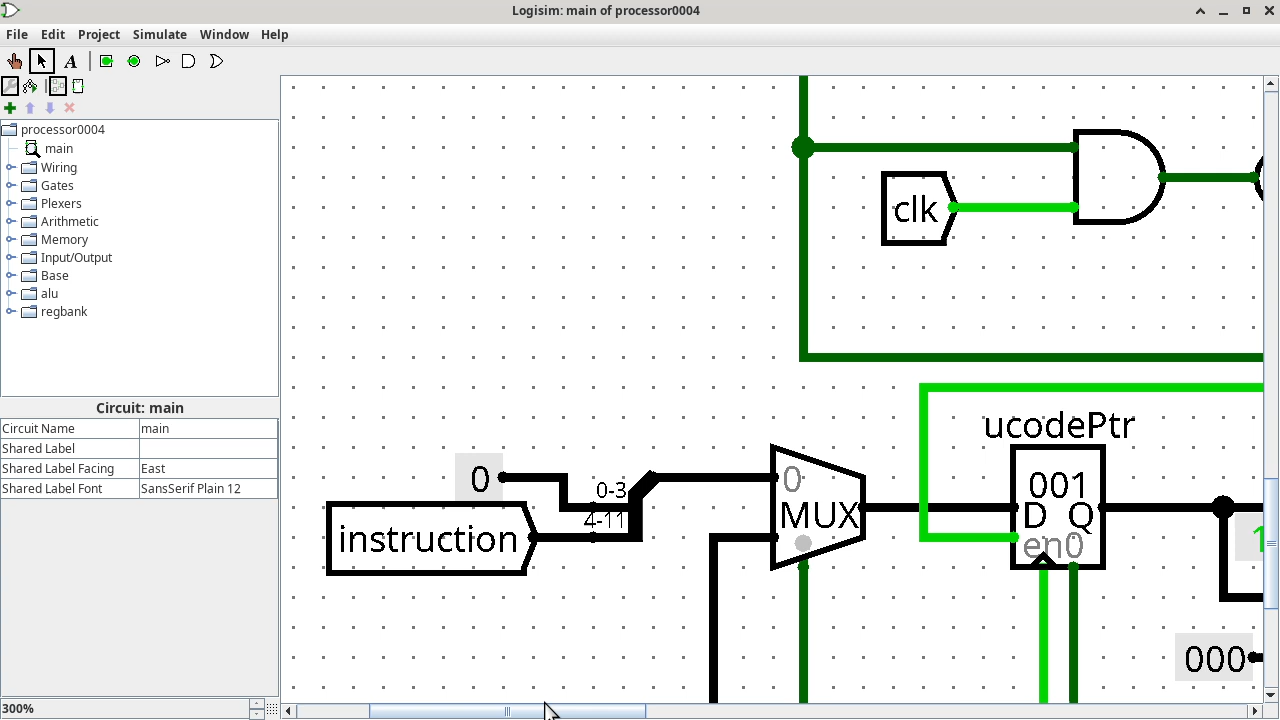 Logisim: main of processor0004
File Edit Project Simulate Window Help
A
processor0004
main
Wiring
Gates
Plexers
Arithmetic
Memory
Input/Output
Base
alu
regbank
Circuit: main
Circuit Name main
Shared Label
Shared Label Facing East
Shared Label Font SansSerif Plain 12
300%
clk
ucodePtr
0
0-3
4-11
instruction
0
MUX
001
D Q
en0
1
000